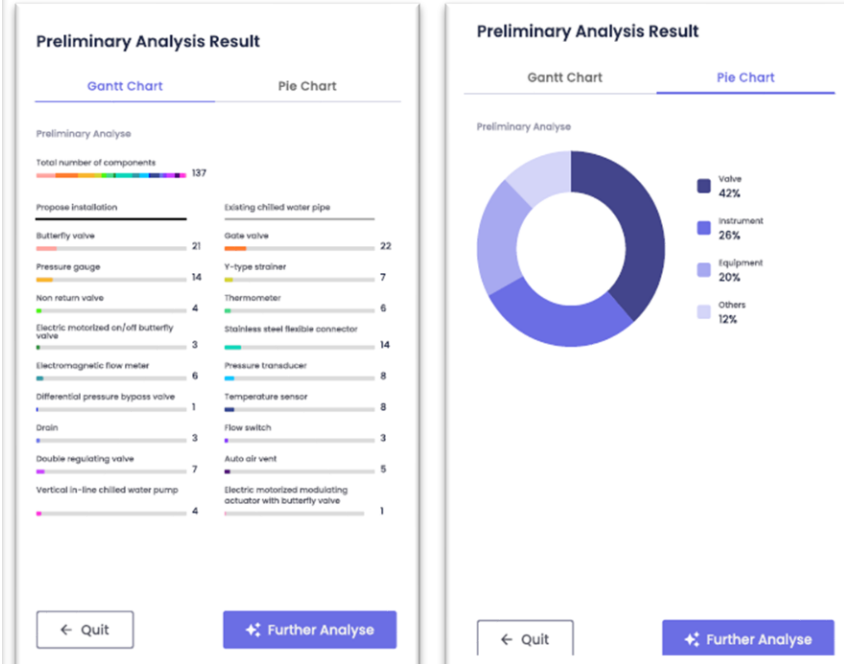 Preliminary Analysis Result
Gantt Chart
Pie Chart
Preliminary Analyse
Total number of components
137
Propose installation
Existing chilled water pipe
Butterfly valve
21
Gate valve
22
Pressure gauge
14
Y-type strainer
7
Non return valve
4
Thermometer
6
Electric motorized on/off butterfly
valve
3
Stainless steel flexible connector
14
Electromagnetic flow meter
6
Pressure transducer
8
Differential pressure bypass valve
1
Temperature sensor
8
Drain
3
Flow switch
3
Double regulating valve
7
Auto air vent
5
Vertical in-line chilled water pump
4
Electric motorized modulating
actuator with butterfly valve
1
← Quit
Further Analyse
Preliminary Analysis Result
Gantt Chart
Pie Chart
Preliminary Analyse
Valve
42%
Instrument
26%
Equipment
20%
Others
12%
← Quit
Further Analyse